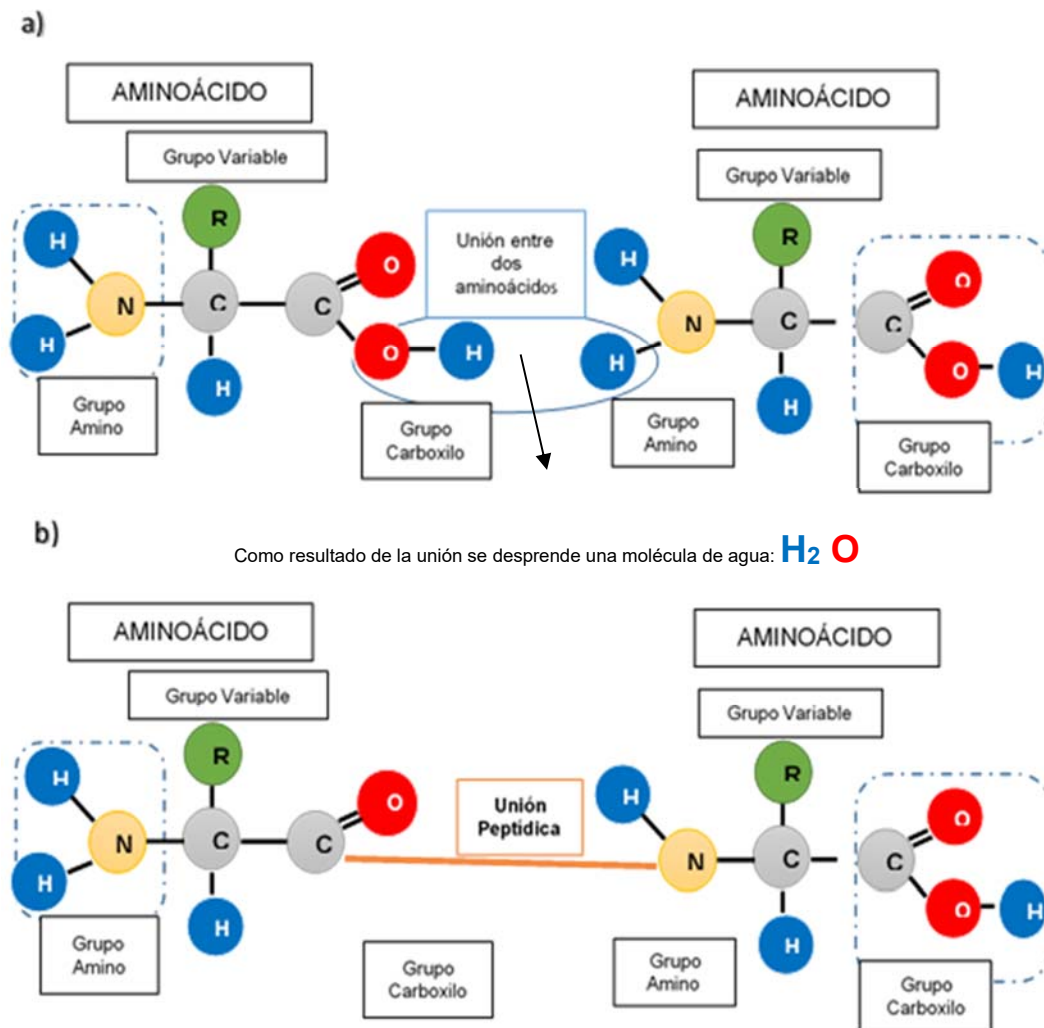 a)
AMINOÁCIDO
AMINOÁCIDO
Grupo Variable
Grupo Variable
R
R
H
Unión entre
dos
aminoácidos
H
O
O
N
C
C
N
C
C
H
O
H
H
O
H
H
H
Grupo
Amino
Grupo
Carboxilo
Grupo
Amino
Grupo
Carboxilo
b)
Como resultado de la unión se desprende una molécula de agua: H₂ O
AMINOÁCIDO
AMINOÁCIDO
Grupo Variable
Grupo Variable
R
R
H
O
Unión
Peptídica
H
O
N
C
C
N
C
C
H
H
H
O
H
Grupo
Amino
Grupo
Carboxilo
Grupo
Amino
Grupo
Carboxilo